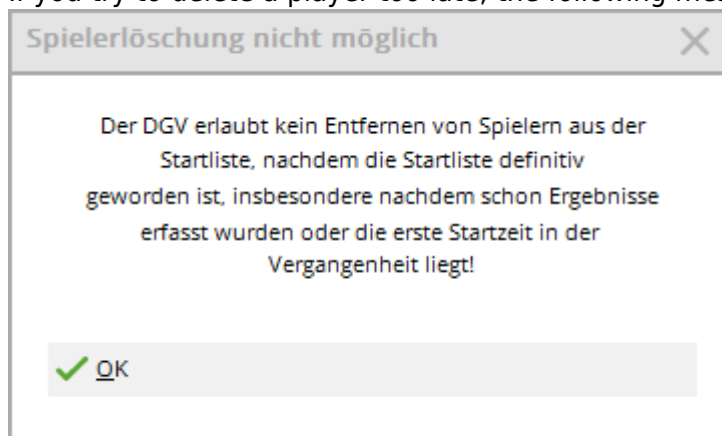 If you try to delete a player too late, the following mes
Spielerlöschung nicht möglich
Der DGV erlaubt kein Entfernen von Spielern aus der
Startliste, nachdem die Startliste definitiv
geworden ist, insbesondere nachdem schon Ergebnisse
erfasst wurden oder die erste Startzeit in der
Vergangenheit liegt!
OK